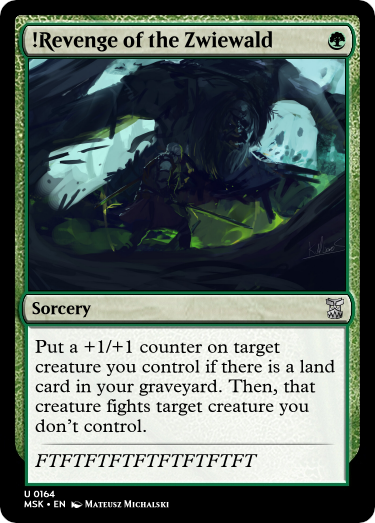 !Revenge of the Zwiewald
Sorcery
Put a +1/+1 counter on target
creature you control if there is a land
card in your graveyard. Then, that
creature fights target creature you
don't control.
FTFTFTFTFTFTFTFTFT
U 0164
MSK • EN Mateusz Michalski